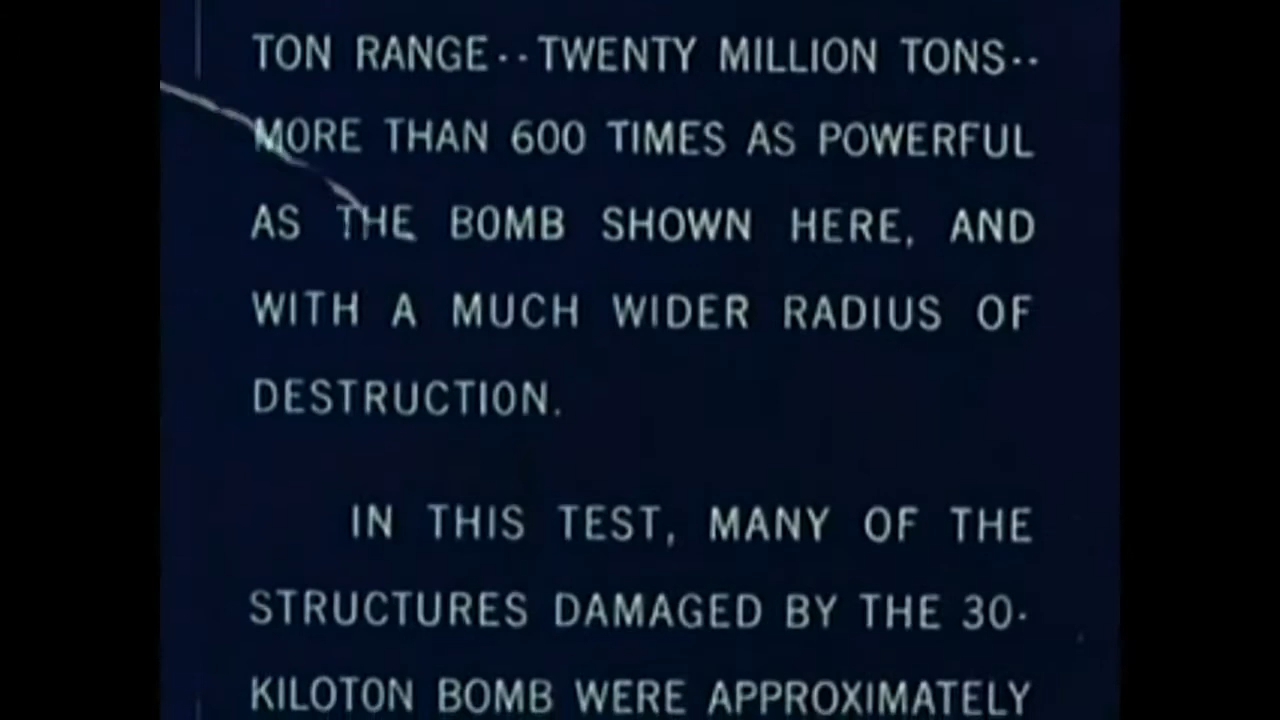 TON RANGE--TWENTY MILLION TONS--
MORE THAN 600 TIMES AS POWERFUL
AS THE BOMB SHOWN HERE, AND
WITH A MUCH WIDER RADIUS OF
DESTRUCTION.
IN THIS TEST, MANY OF THE
STRUCTURES DAMAGED BY THE 30-
KILOTON BOMB WERE APPROXIMATELY